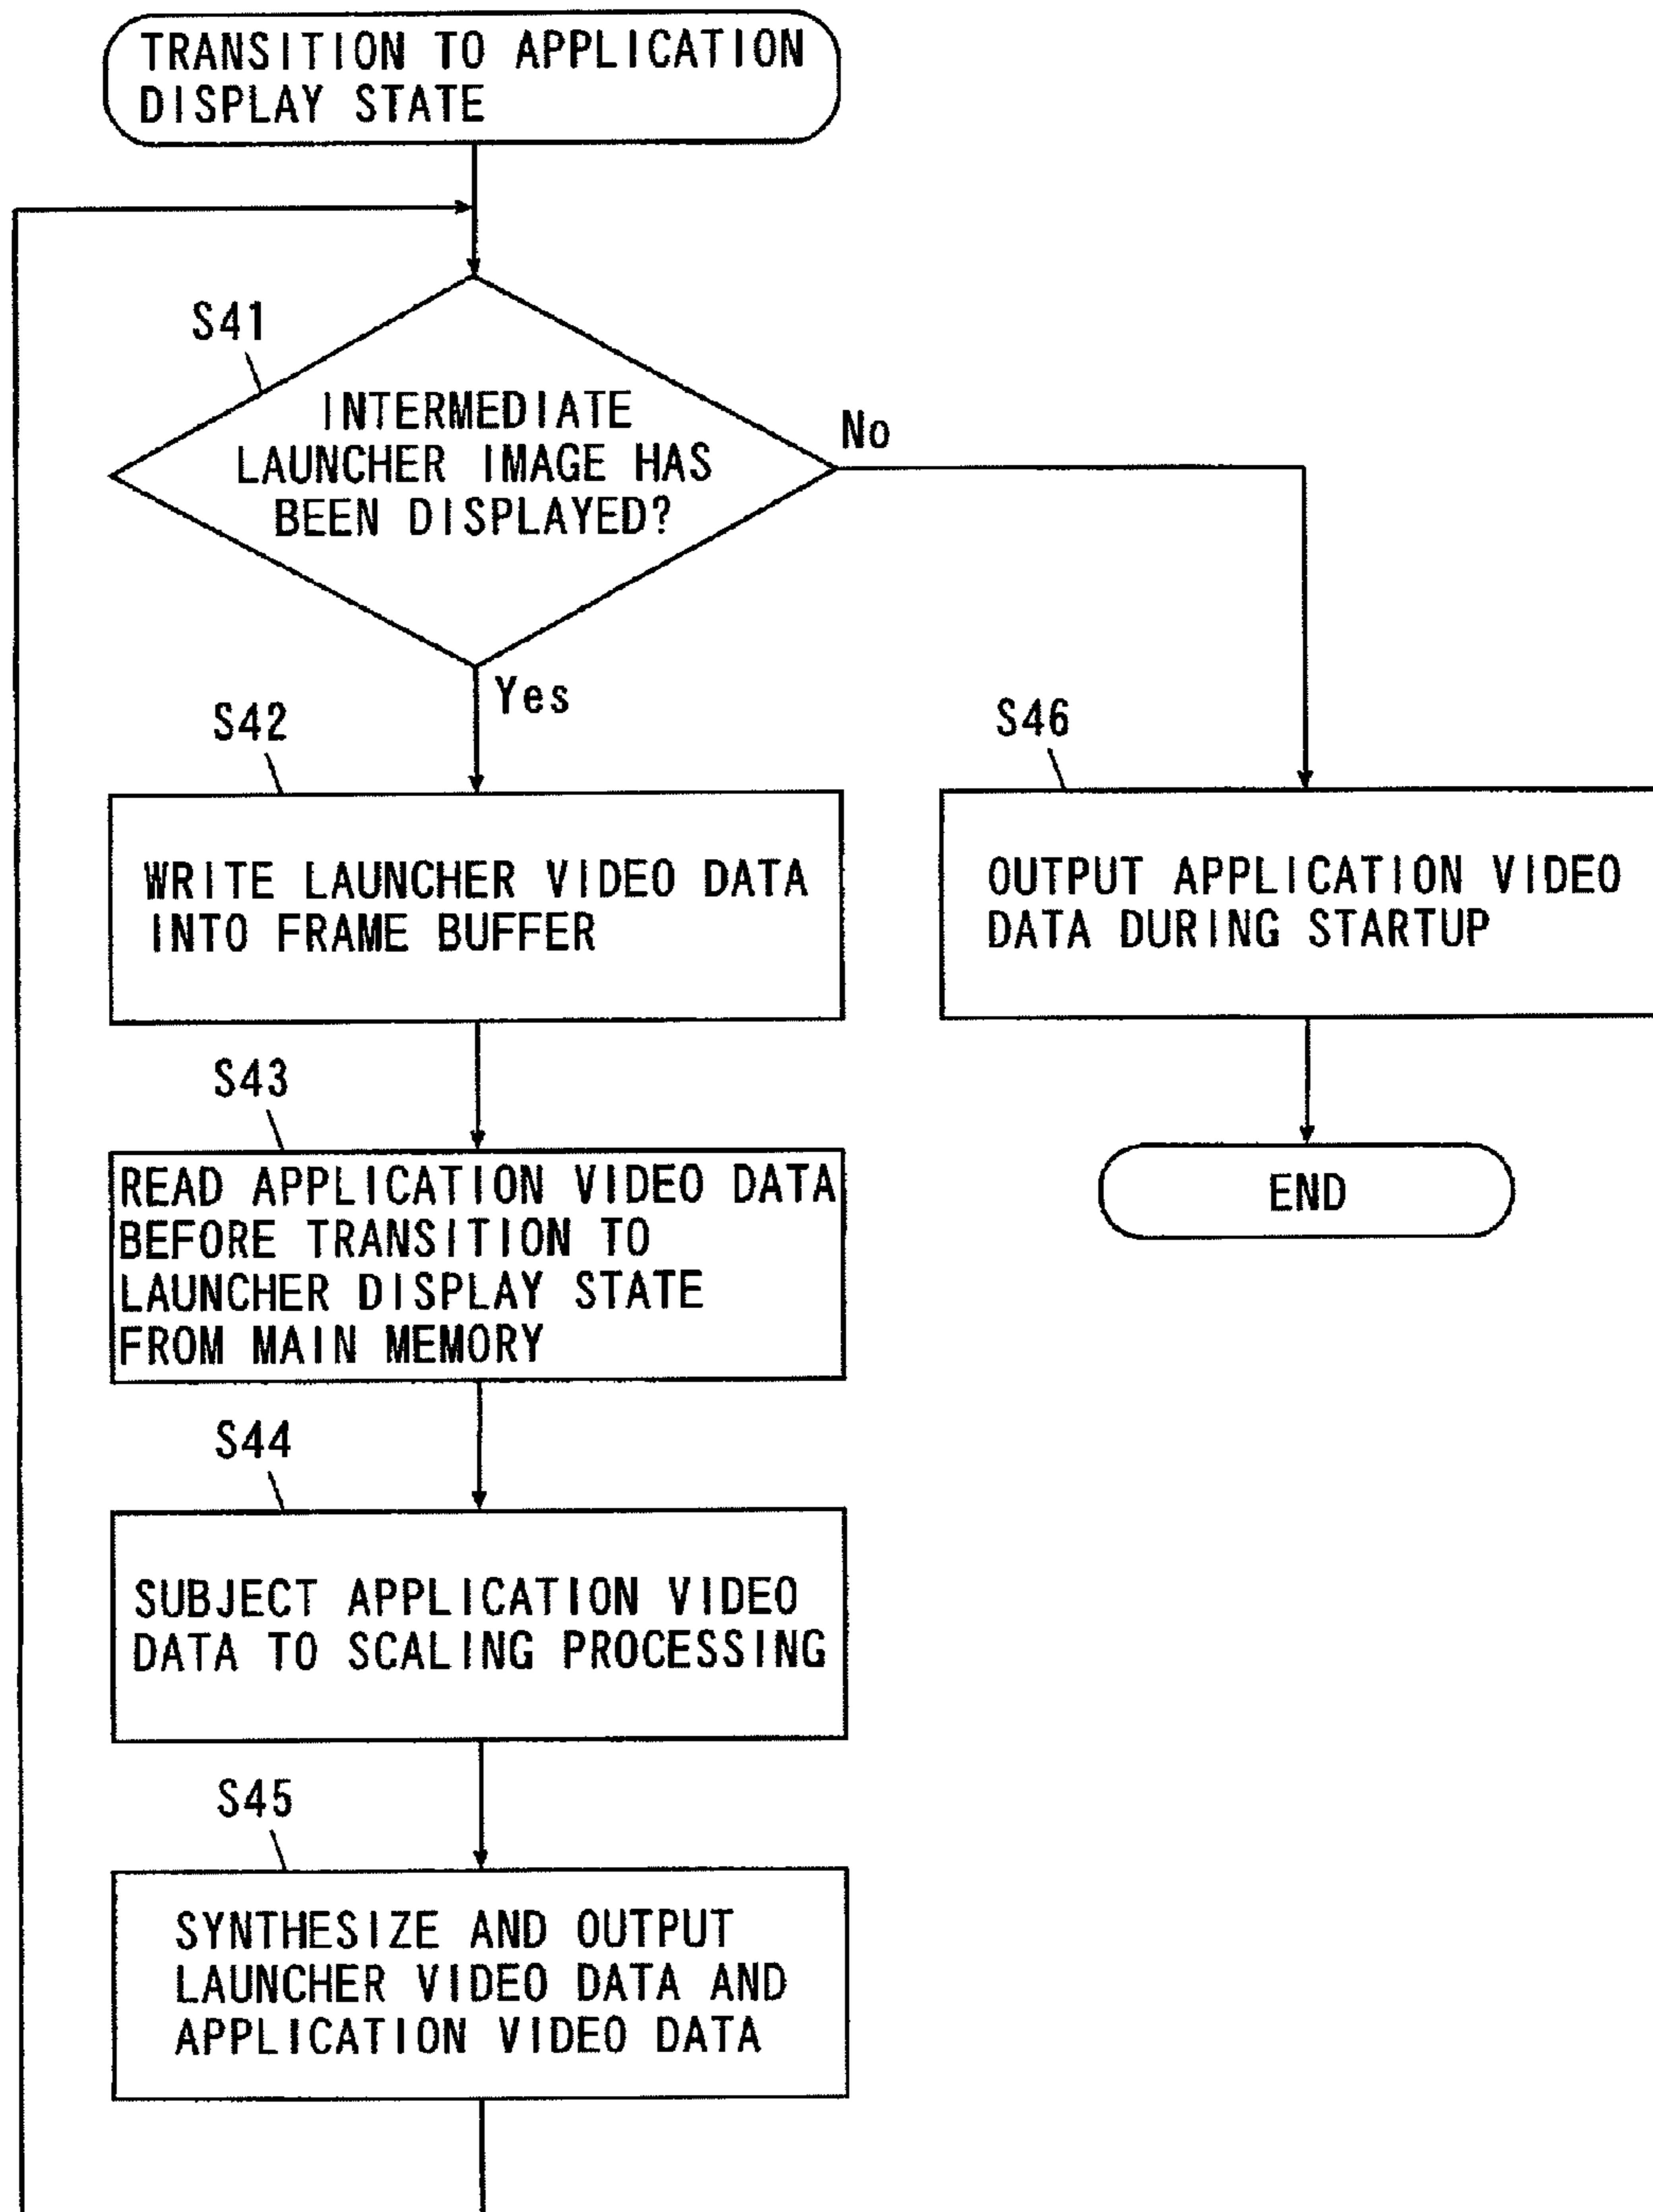 TRANSITION TO APPLICATION
DISPLAY STATE
S41
INTERMEDIATE
LAUNCHER IMAGE HAS
BEEN DISPLAYED?
No
Yes
S42
WRITE LAUNCHER VIDEO DATA
INTO FRAME BUFFER
S46
OUTPUT APPLICATION VIDEO
DATA DURING STARTUP
S43
READ APPLICATION VIDEO DATA
BEFORE TRANSITION TO
LAUNCHER DISPLAY STATE
FROM MAIN MEMORY
END
S44
SUBJECT APPLICATION VIDEO
DATA TO SCALING PROCESSING
S45
SYNTHESIZE AND OUTPUT
LAUNCHER VIDEO DATA AND
APPLICATION VIDEO DATA